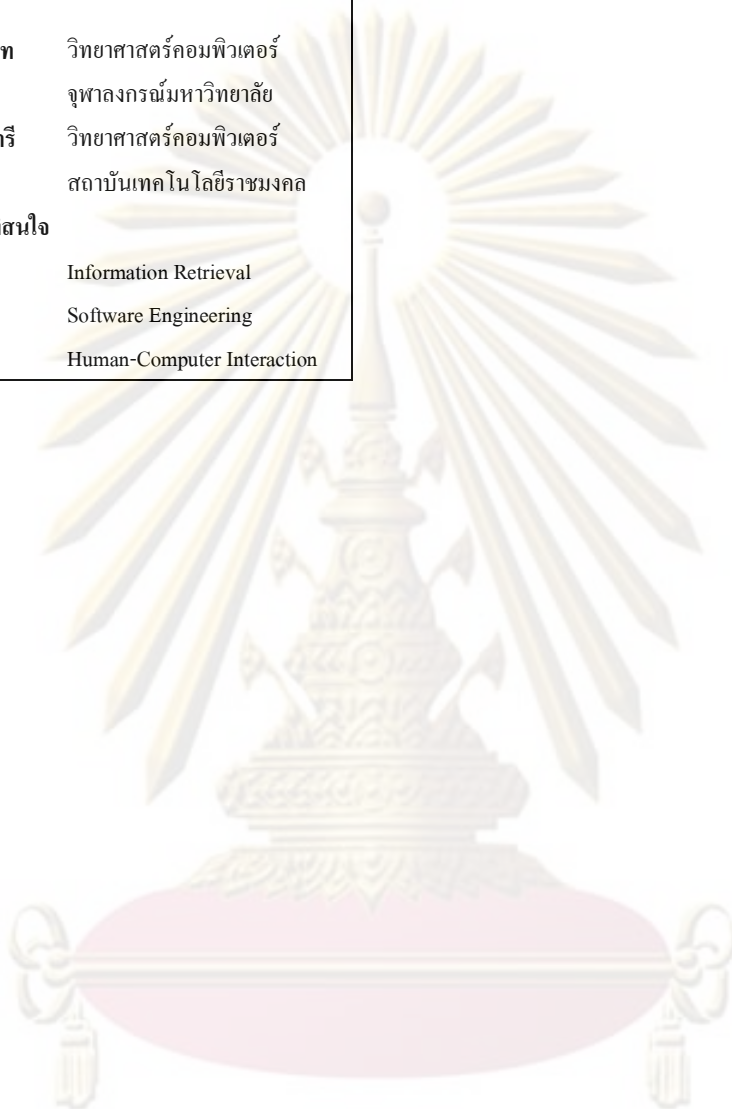 ท วิทยาศาสตร์คอมพิวเตอร์
จุฬาลงกรณ์มหาวิทยาลัย
วิทยาศาสตร์คอมพิวเตอร์
สถาบันเทคโนโลยีราชมงคล
สนใจ
Information Retrieval
Software Engineering
Human-Computer Interaction